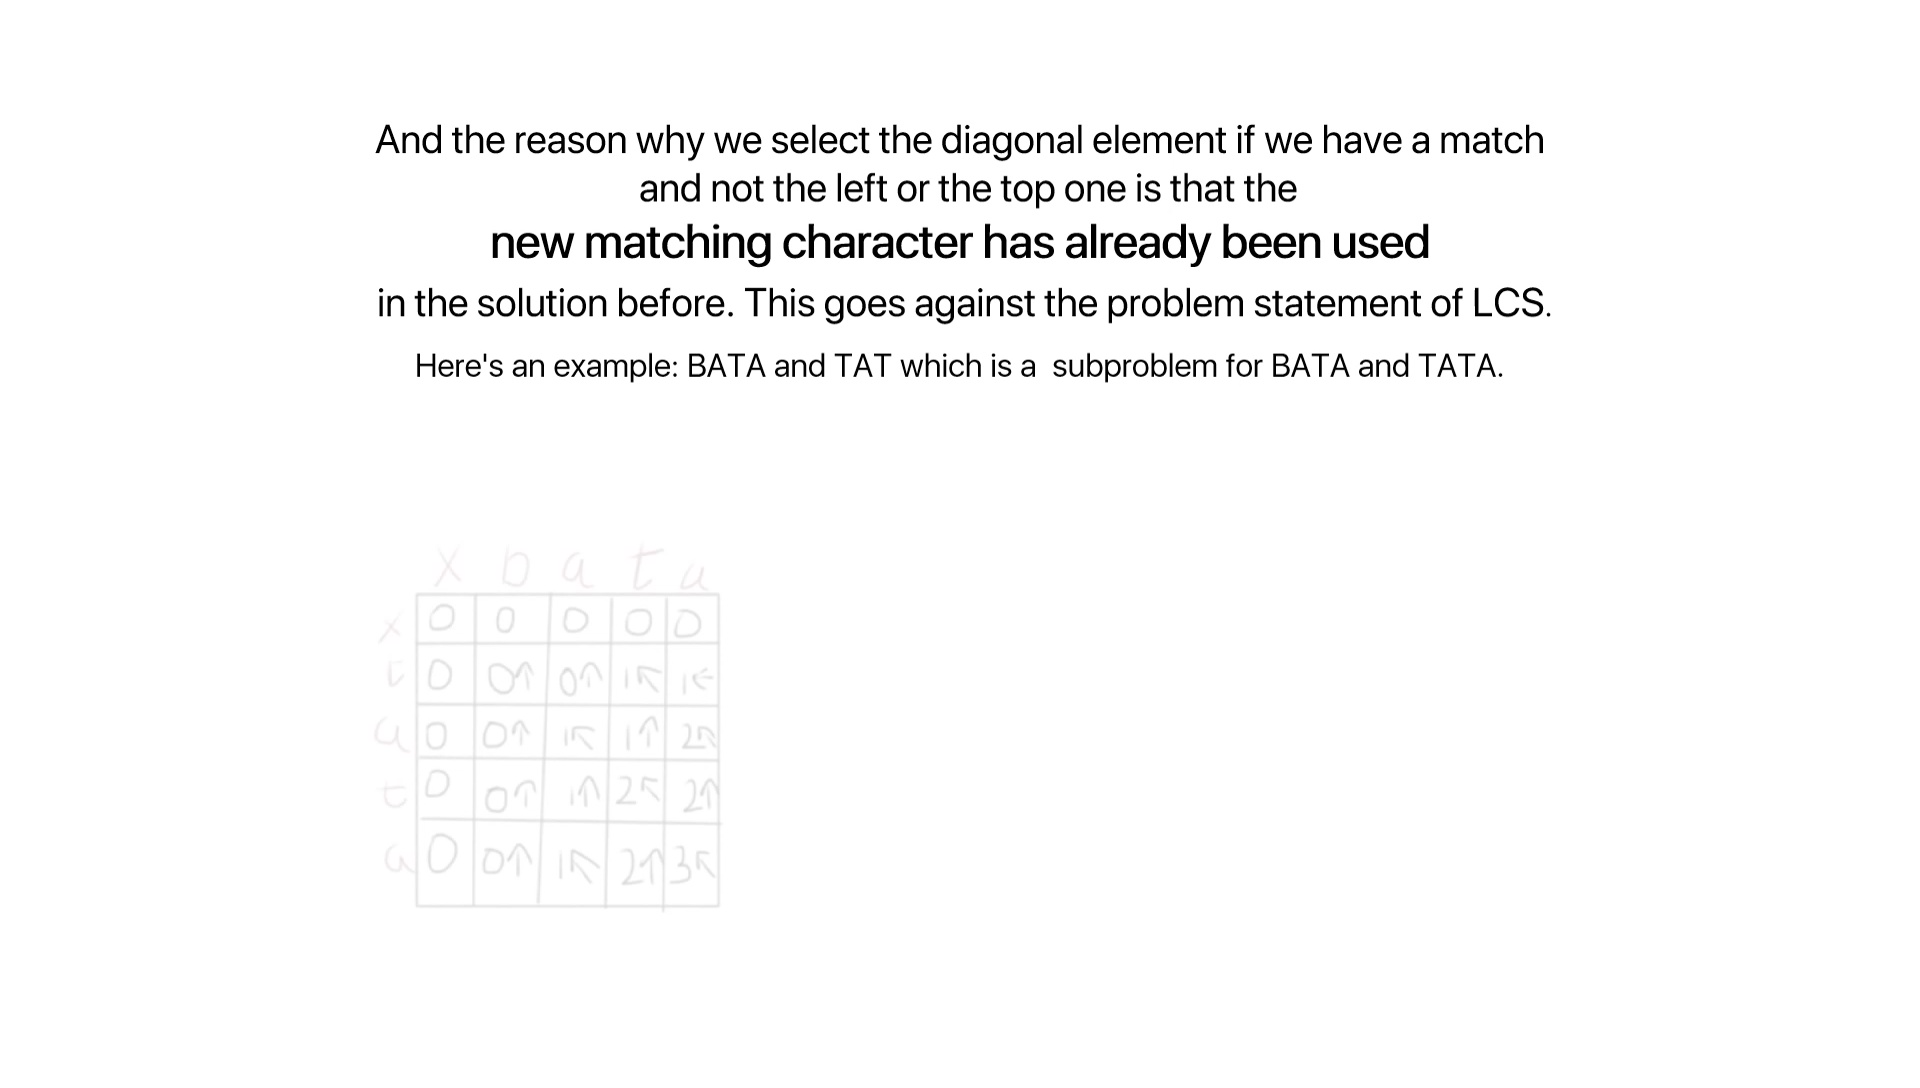 And the reason why we select the diagonal element if we have a match
and not the left or the top one is that the
new matching character has already been used
in the solution before. This goes against the problem statement of LCS.
Here's an example: BATA and TAT which is a  subproblem for BATA and TATA.
x b a t a
x 0 0 0 0 0
t 0 0↑ 0↑ 1↖ 1←
a 0 0↑ 1↖ 1↑ 2↖
t 0 0↑ 1↑ 2↖ 2↑
a 0 0↑ 1↖ 2↑ 3↖